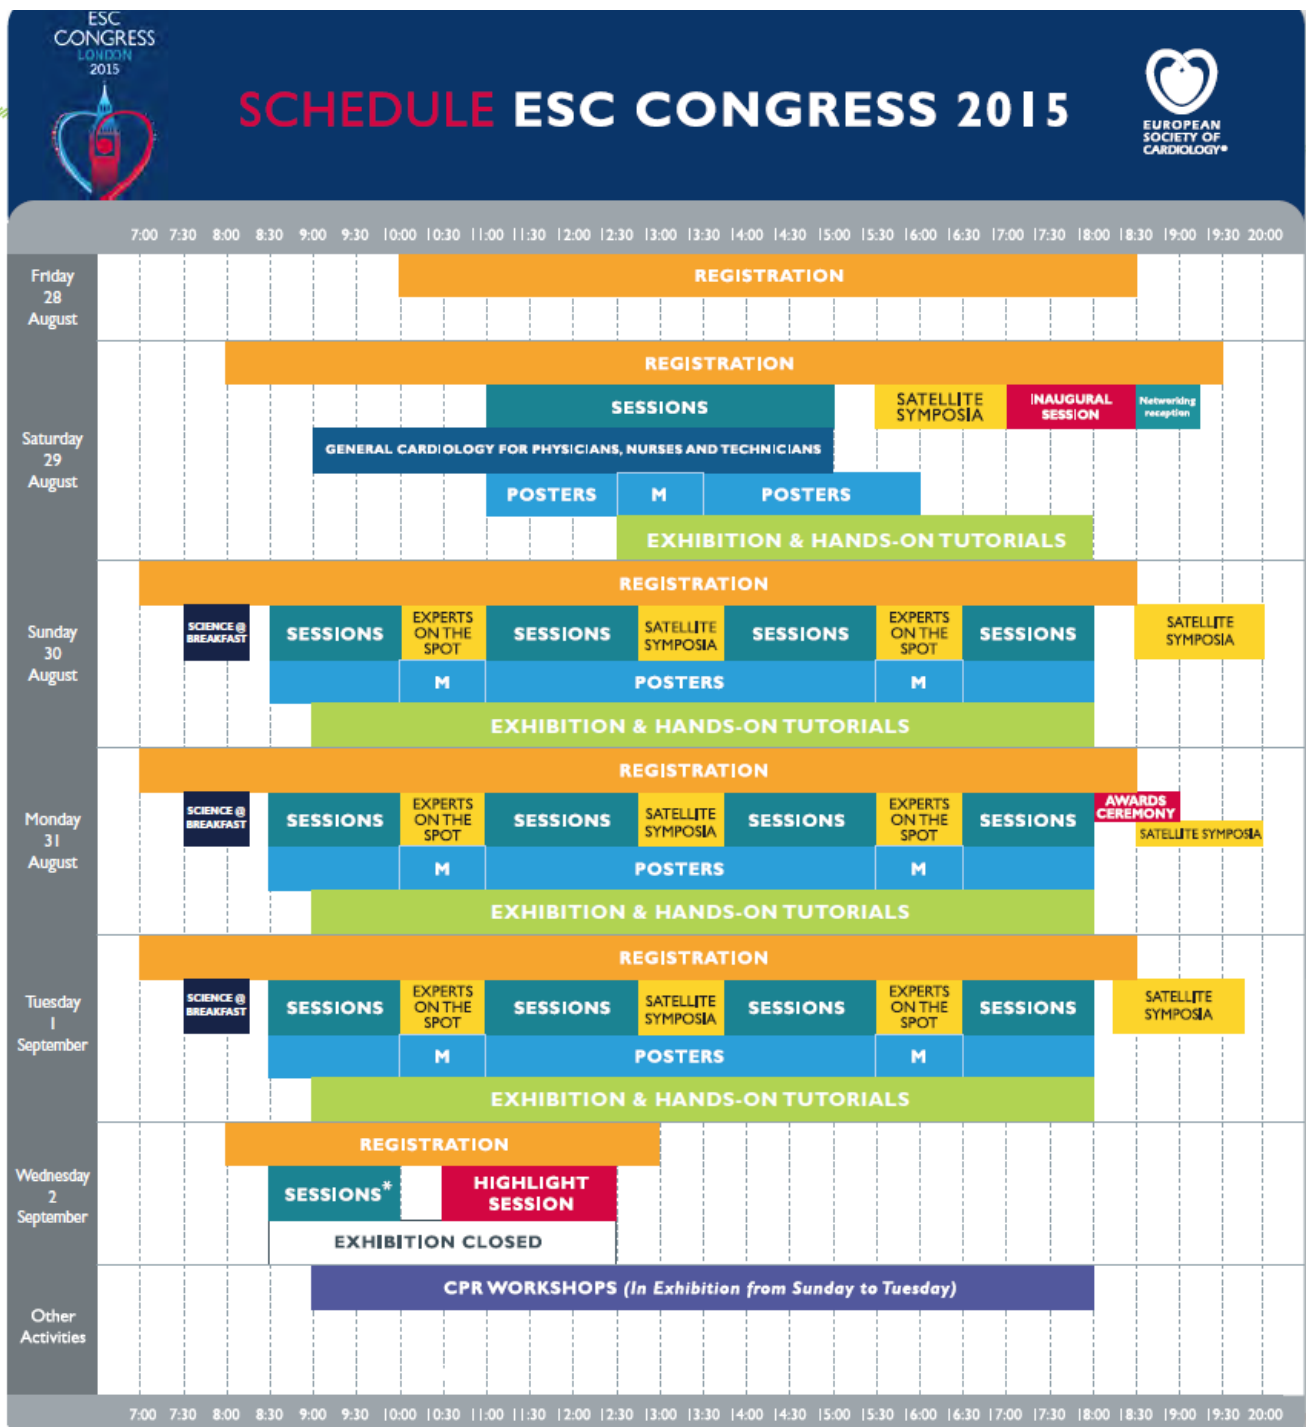 ESC
CONGRESS
LONDON
2015
SCHEDULE ESC CONGRESS 2015
EUROPEAN
SOCIETY OF
CARDIOLOGY®
7:00 7:30 8:00 8:30 9:00 9:30 10:00 10:30 11:00 11:30 12:00 12:30 13:00 13:30 14:00 14:30 15:00 15:30 16:00 16:30 17:00 17:30 18:00 18:30 19:00 19:30 20:00
Friday
28
August
REGISTRATION
Saturday
29
August
REGISTRATION
SESSIONS
SATELLITE
SYMPOSIA
INAUGURAL
SESSION
Networking
reception
GENERAL CARDIOLOGY FOR PHYSICIANS, NURSES AND TECHNICIANS
POSTERS M POSTERS
EXHIBITION & HANDS-ON TUTORIALS
Sunday
30
August
REGISTRATION
SCIENCE @
BREAKFAST
SESSIONS
EXPERTS
ON THE
SPOT
SESSIONS
SATELLITE
SYMPOSIA
SESSIONS
EXPERTS
ON THE
SPOT
SESSIONS
SATELLITE
SYMPOSIA
M POSTERS M
EXHIBITION & HANDS-ON TUTORIALS
Monday
31
August
REGISTRATION
SCIENCE @
BREAKFAST
SESSIONS
EXPERTS
ON THE
SPOT
SESSIONS
SATELLITE
SYMPOSIA
SESSIONS
EXPERTS
ON THE
SPOT
SESSIONS
AWARDS
CEREMONY
SATELLITE SYMPOSIA
M POSTERS M
EXHIBITION & HANDS-ON TUTORIALS
Tuesday
1
September
REGISTRATION
SCIENCE @
BREAKFAST
SESSIONS
EXPERTS
ON THE
SPOT
SESSIONS
SATELLITE
SYMPOSIA
SESSIONS
EXPERTS
ON THE
SPOT
SESSIONS
SATELLITE
SYMPOSIA
M POSTERS M
EXHIBITION & HANDS-ON TUTORIALS
Wednesday
2
September
REGISTRATION
SESSIONS*
HIGHLIGHT
SESSION
EXHIBITION CLOSED
Other
Activities
CPR WORKSHOPS (In Exhibition from Sunday to Tuesday)
7:00 7:30 8:00 8:30 9:00 9:30 10:00 10:30 11:00 11:30 12:00 12:30 13:00 13:30 14:00 14:30 15:00 15:30 16:00 16:30 17:00 17:30 18:00 18:30 19:00 19:30 20:00